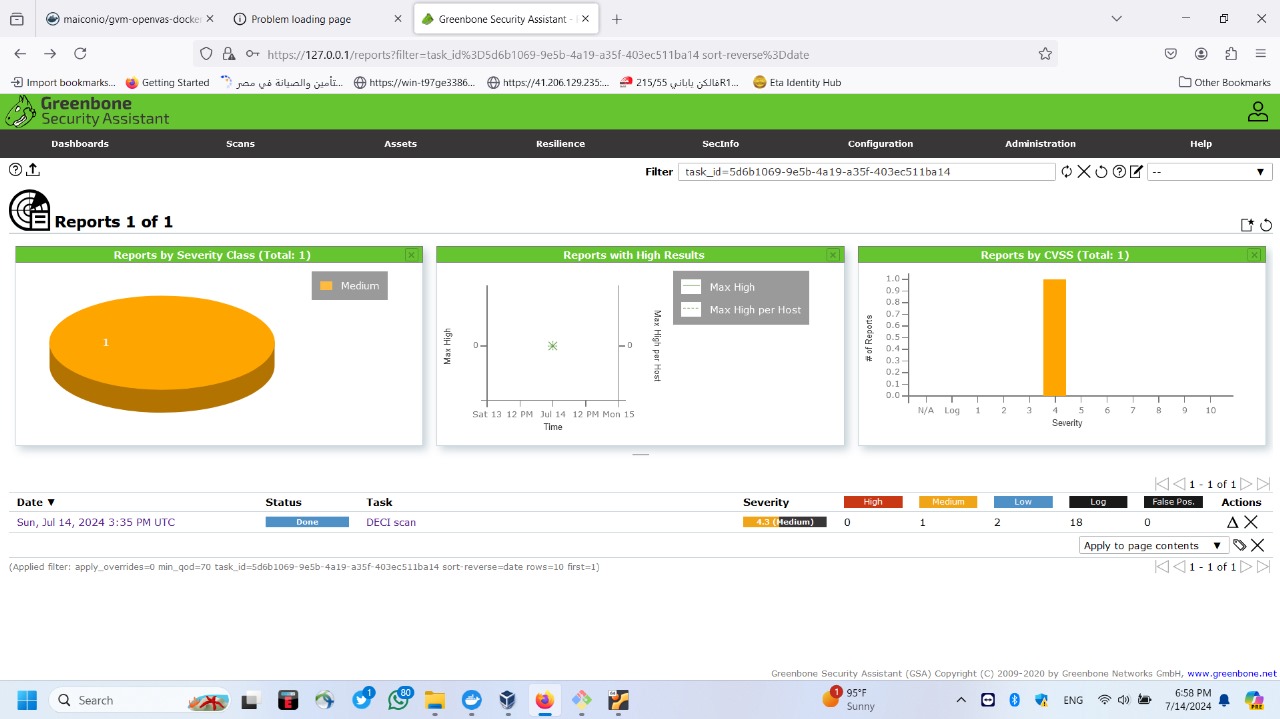 maiconio/gvm-openvas-docke
Problem loading page
Greenbone Security Assistant -
https://127.0.0.1/reports?filter=task_id%3D5d6b1069-9e5b-4a19-a35f-403ec511ba14 sort-reverse%3Ddate
Import bookmarks...
Getting Started
تأمين والصيانة في مصر...
https://win-t97ge3386...
https://41.206.129.235:...
فالكن ياباني 215/55 R1...
Eta Identity Hub
Other Bookmarks
Greenbone
Security Assistant
Dashboards Scans Assets Resilience SecInfo Configuration Administration Help
Filter task_id=5d6b1069-9e5b-4a19-a35f-403ec511ba14 --
Reports 1 of 1
Reports by Severity Class (Total: 1)
Medium
1
Reports with High Results
Max High
Max High per Host
Max High
0
0
Max High per Host
Sat 13 12 PM Jul 14 12 PM Mon 15
Time
Reports by CVSS (Total: 1)
# of Reports
1.0
0.9
0.8
0.7
0.6
0.5
0.4
0.3
0.2
0.1
0.0
N/A Log 1 2 3 4 5 6 7 8 9 10
Severity
1 - 1 of 1
Date ▼ Status Task Severity High Medium Low Log False Pos. Actions
Sun, Jul 14, 2024 3:35 PM UTC Done DECI scan 4.3 (Medium) 0 1 2 18 0
Apply to page contents ▼
(Applied filter: apply_overrides=0 min_qod=70 task_id=5d6b1069-9e5b-4a19-a35f-403ec511ba14 sort-reverse=date rows=10 first=1)
1 - 1 of 1
Greenbone Security Assistant (GSA) Copyright (C) 2009-2020 by Greenbone Networks GmbH, www.greenbone.net
Search
1
80
1
95°F
Sunny
ENG
6:58 PM
7/14/2024
PRE